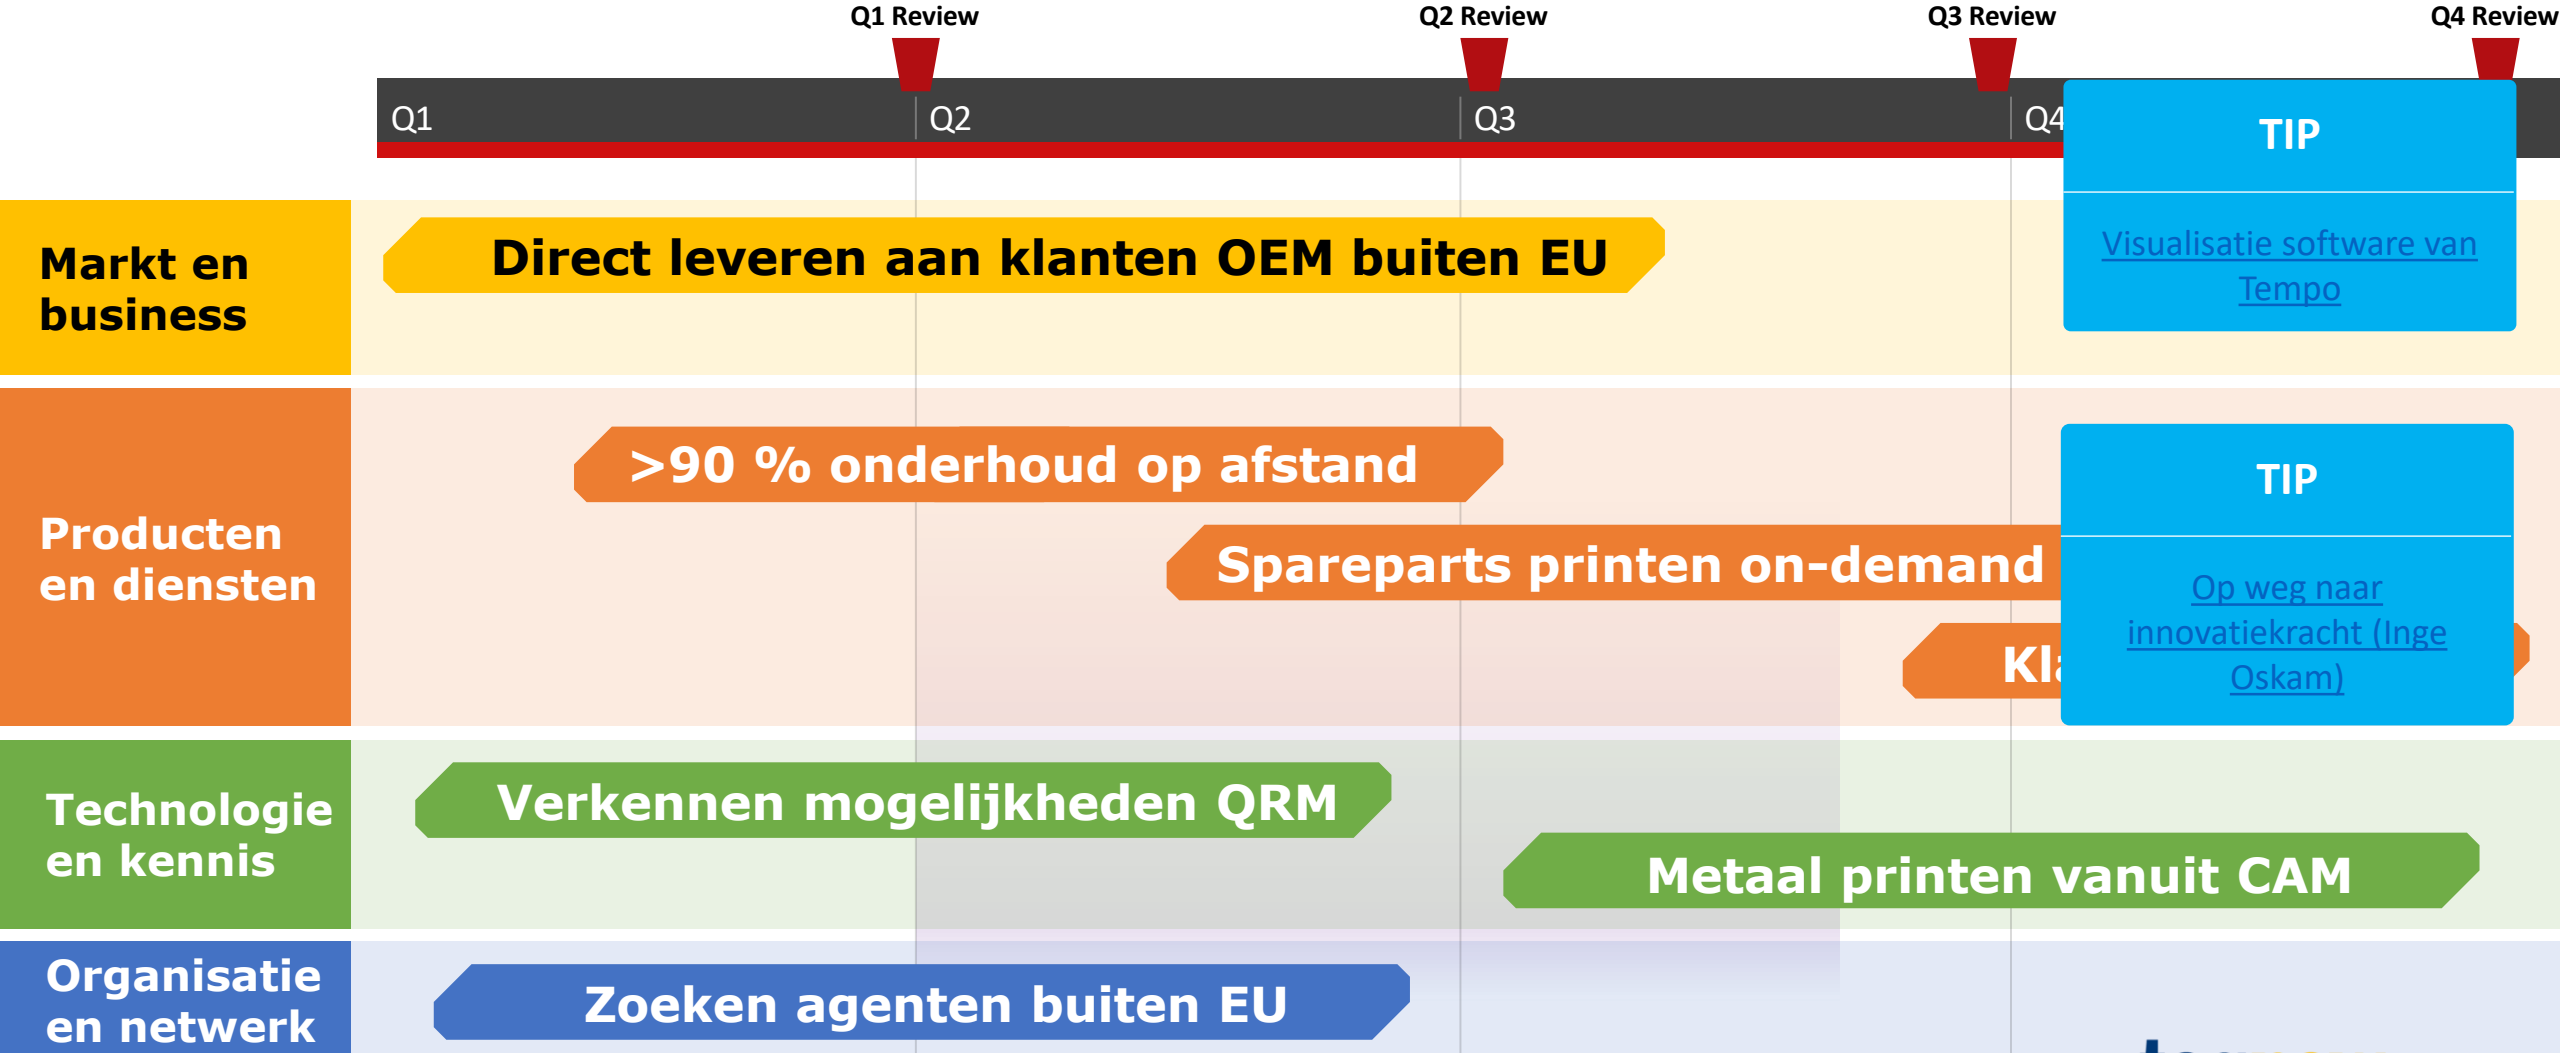 Q1 Review
Q2 Review
Q3 Review
Q4 Review
Q1
Q2
Q3
Q4
TIP
Visualisatie software van
Tempo
Markt en
business
Direct leveren aan klanten OEM buiten EU
Producten
en diensten
>90 % onderhoud op afstand
Spareparts printen on-demand
TIP
Op weg naar
innovatiekracht (Inge
Oskam)
Technologie
en kennis
Verkennen mogelijkheden QRM
Metaal printen vanuit CAM
Organisatie
en netwerk
Zoeken agenten buiten EU